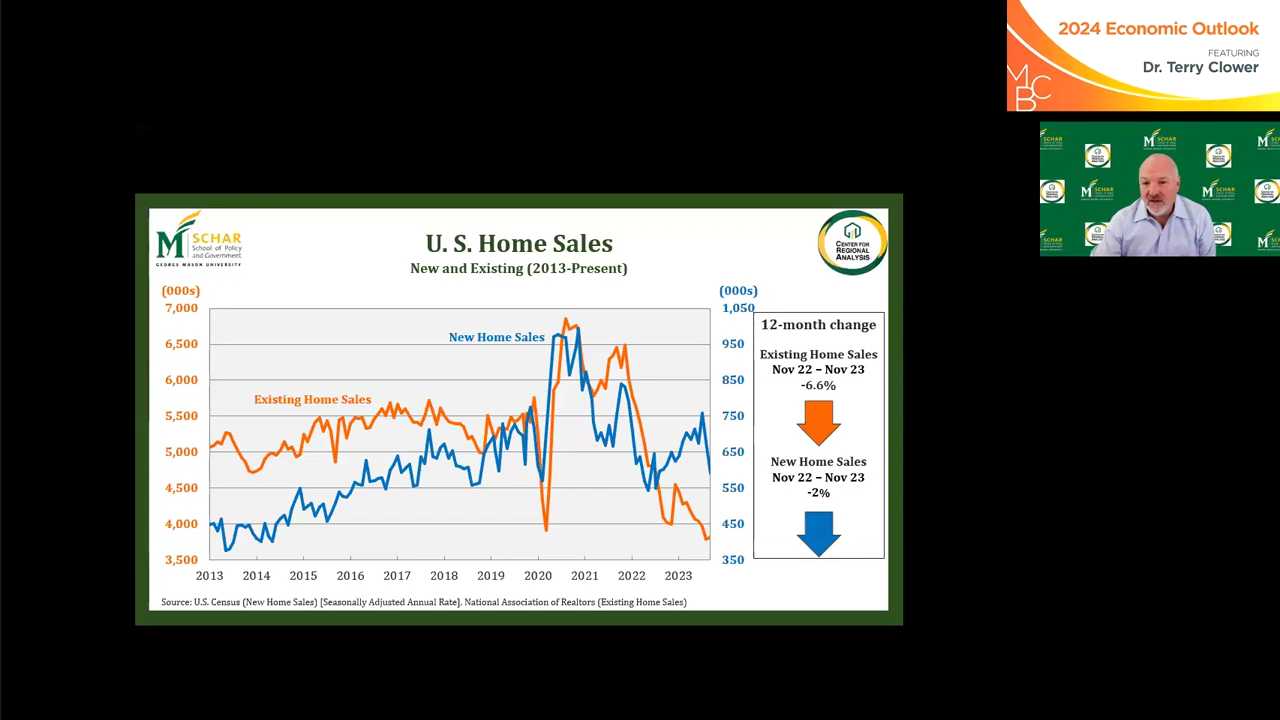 2024 Economic Outlook
FEATURING
Dr. Terry Clower
MCB
M SCHAR
School of Policy
and Government
GEORGE MASON UNIVERSITY
U. S. Home Sales
New and Existing (2013-Present)
CENTER FOR
REGIONAL
ANALYSIS
(000s)
(000s)
7,000
6,500
6,000
5,500
5,000
4,500
4,000
3,500
1,050
950
850
750
650
550
450
350
New Home Sales
Existing Home Sales
2013 2014 2015 2016 2017 2018 2019 2020 2021 2022 2023
12-month change
Existing Home Sales
Nov 22 – Nov 23
-6.6%
New Home Sales
Nov 22 – Nov 23
-2%
Source: U.S. Census (New Home Sales) [Seasonally Adjusted Annual Rate], National Association of Realtors (Existing Home Sales)
SCHAR
M
SCHAR
M SCHAR
M SCHAR
M